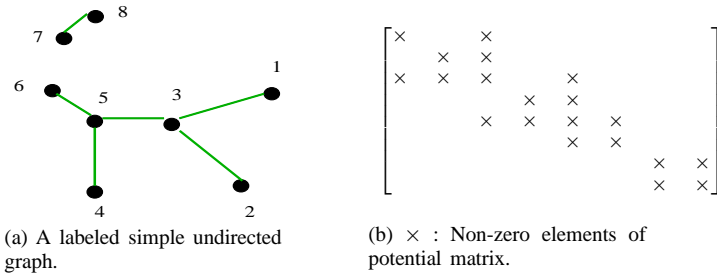 8
7
6
5
3
1
4
2
× ×
× ×
× × × ×
× ×
× × × ×
× ×
× ×
× ×
(a) A labeled simple undirected
graph.
(b) × : Non-zero elements of
potential matrix.